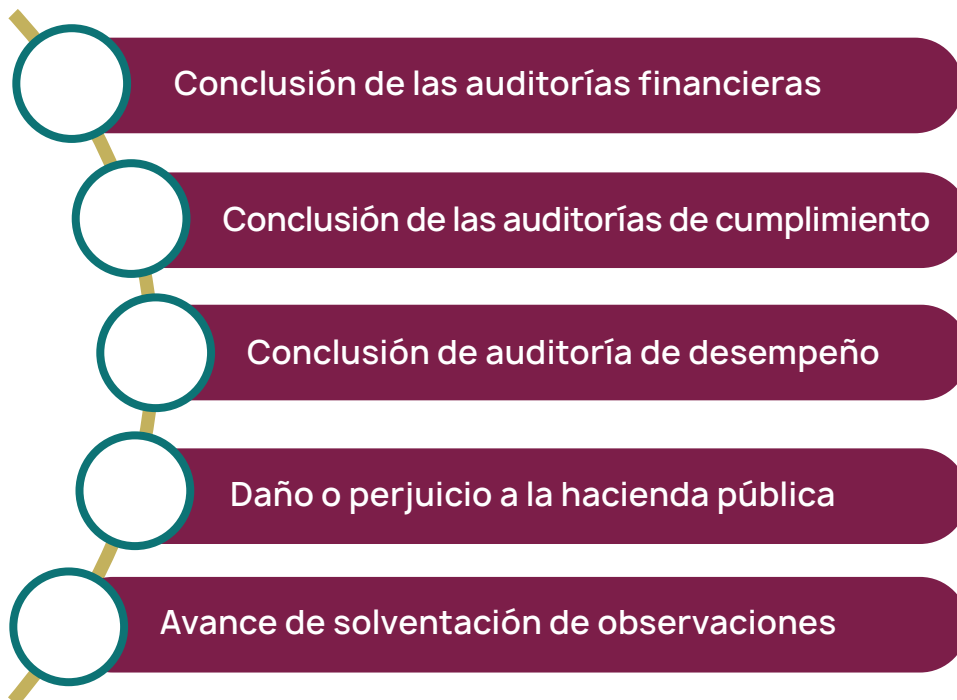 Conclusión de las auditorías financieras
Conclusión de las auditorías de cumplimiento
Conclusión de auditoría de desempeño
Daño o perjuicio a la hacienda pública
Avance de solventación de observaciones